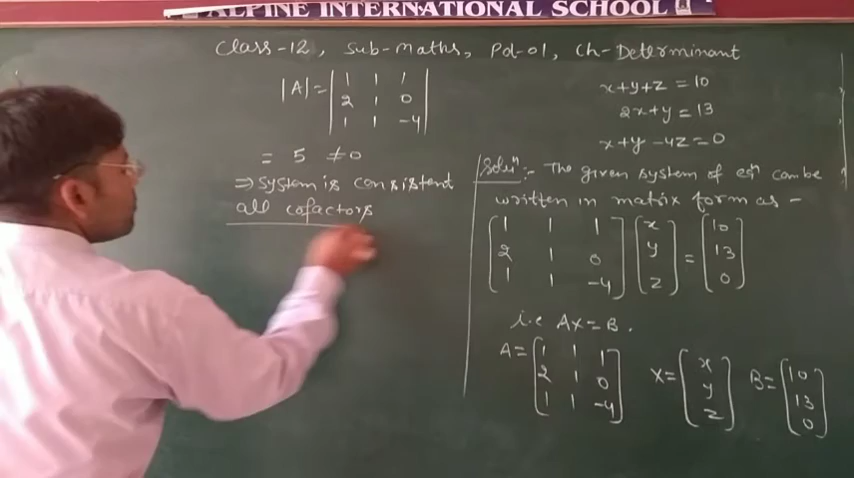 ALPINE INTERNATIONAL SCHOOL
Class-12, Sub-Maths, Pd-01, Ch-Determinant
|A|= | 1 1 1 |
| 2 1 0 |
| 1 1 -4 |
= 5 ≠0
⇒ system is consistent
all cofactors
x+y+z=10
2x+y=13
x+y-4z=0
Soluⁿ:- The given system of eqⁿ can be
written in matrix form as -
[1 1 1] [x] [10]
[2 1 0] [y] = [13]
[1 1 -4] [z] [0]
i.e AX=B.
A= [1 1 1] X= [x] B= [10]
[2 1 0] [y] [13]
[1 1 -4] [z] [0]